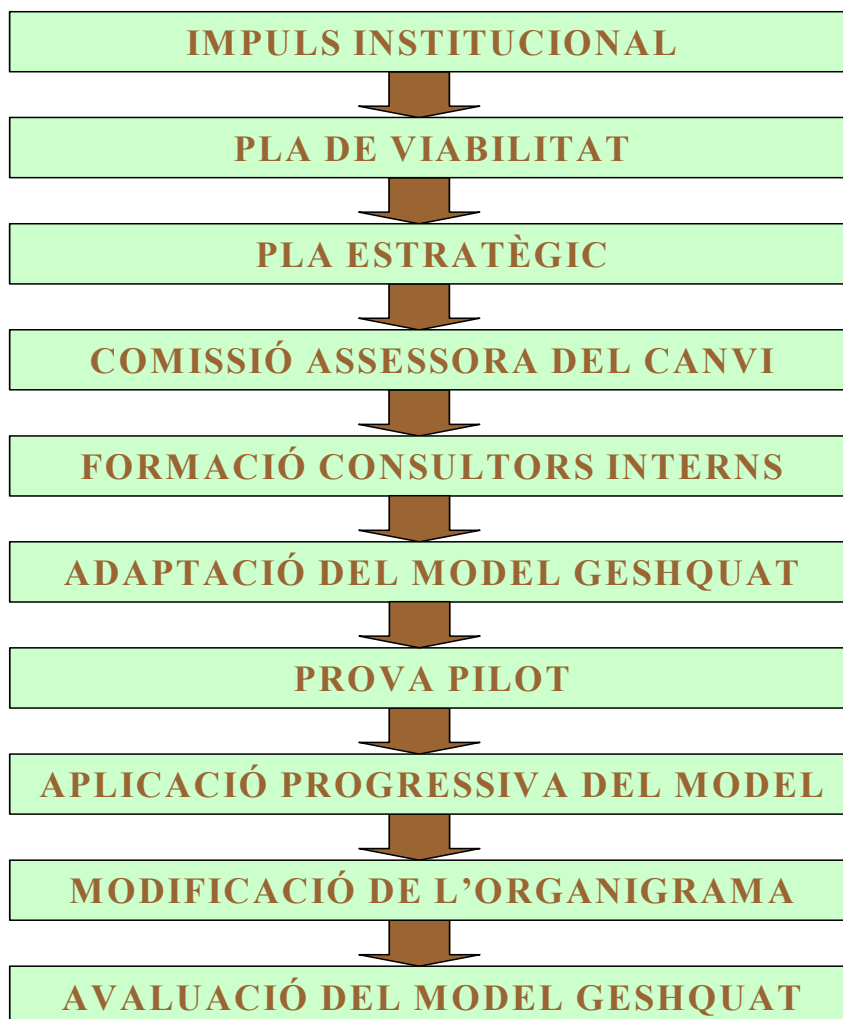 IMPULS INSTITUCIONAL
PLA DE VIABILITAT
PLA ESTRATÈGIC
COMISSIÓ ASSESSORA DEL CANVI
FORMACIÓ CONSULTORS INTERNS
ADAPTACIÓ DEL MODEL GESHQUAT
PROVA PILOT
APLICACIÓ PROGRESSIVA DEL MODEL
MODIFICACIÓ DE L’ORGANIGRAMA
AVALUACIÓ DEL MODEL GESHQUAT